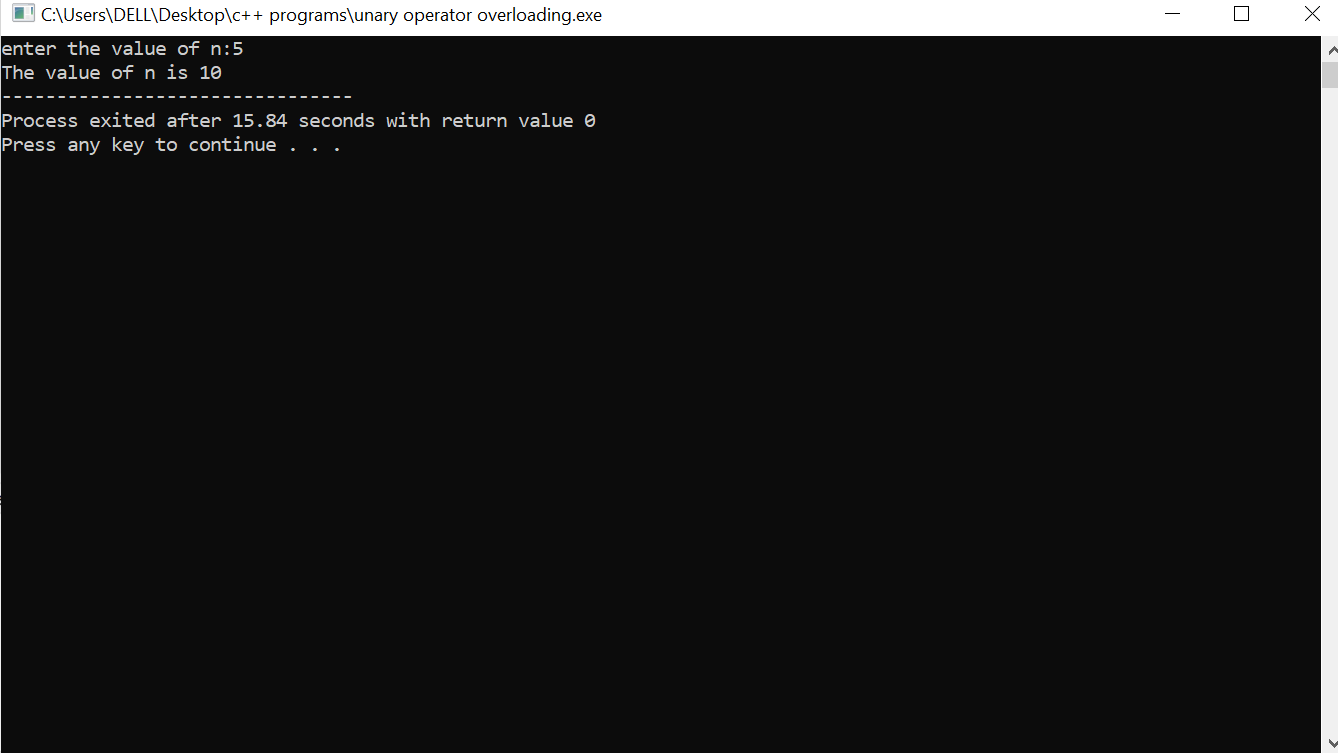 C:\Users\DELL\Desktop\c++ programs\unary operator overloading.exe
enter the value of n:5
The value of n is 10
--------------------------------
Process exited after 15.84 seconds with return value 0
Press any key to continue . . .